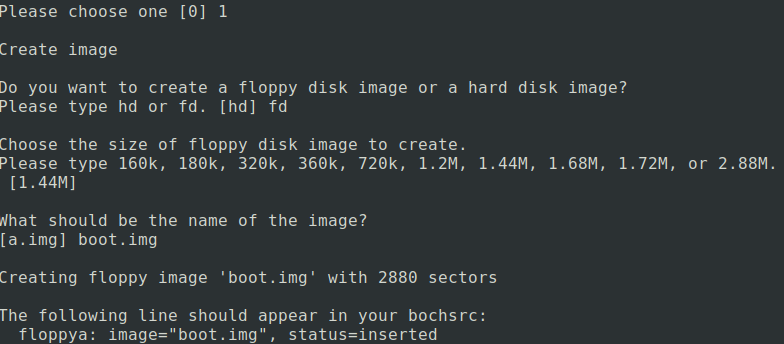 Please choose one [0] 1
Create image
Do you want to create a floppy disk image or a hard disk image?
Please type hd or fd. [hd] fd
Choose the size of floppy disk image to create.
Please type 160k, 180k, 320k, 360k, 720k, 1.2M, 1.44M, 1.68M, 1.72M, or 2.88M.
[1.44M]
What should be the name of the image?
[a.img] boot.img
Creating floppy image 'boot.img' with 2880 sectors
The following line should appear in your bochsrc:
floppya: image="boot.img", status=inserted